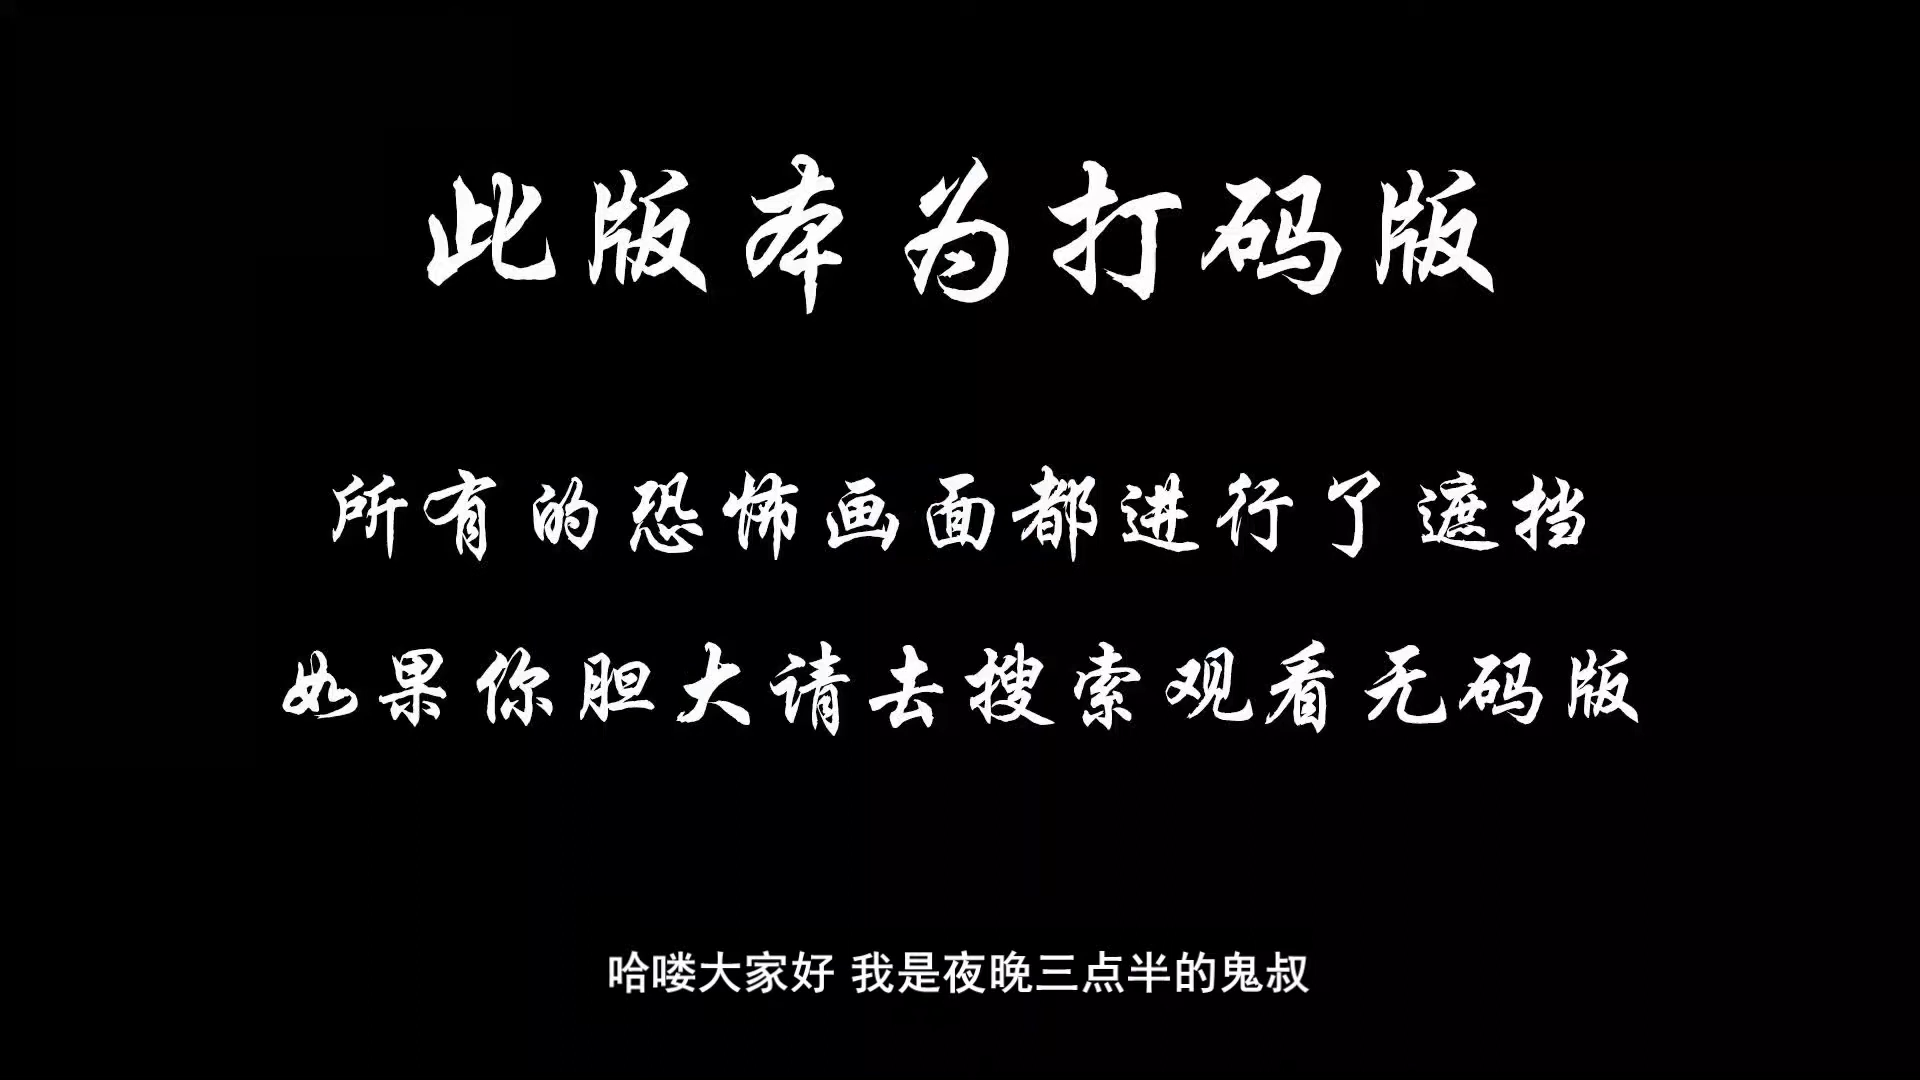 此版本为打码版
所有的恐怖画面都进行了遮挡
如果你胆大请去搜索观看无码版
哈喽大家好 我是夜晚三点半的鬼叔